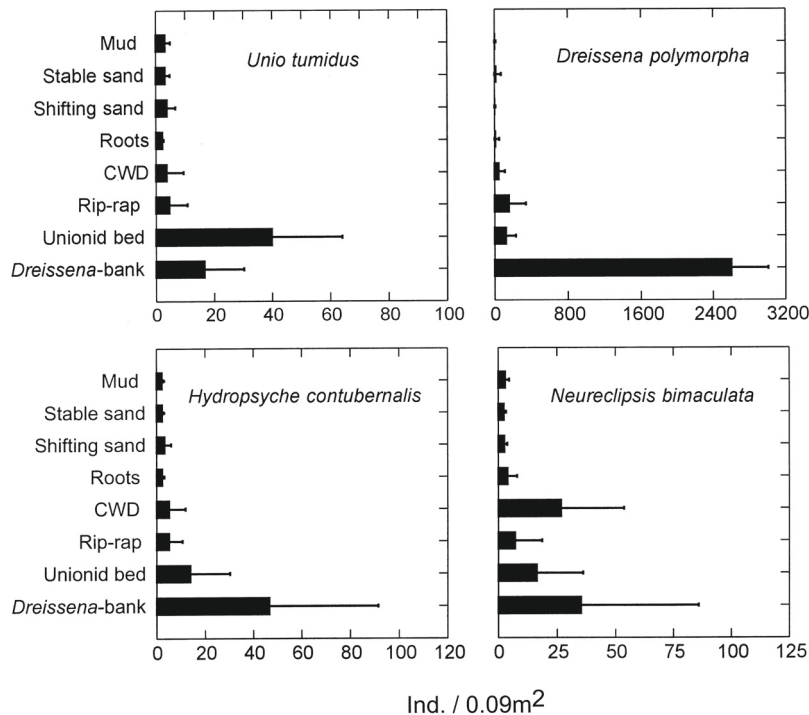 Unio tumidus
Mud
Stable sand
Shifting sand
Roots
CWD
Rip-rap
Unionid bed
Dreissena-bank
0 20 40 60 80 100
Dreissena polymorpha
0 800 1600 2400 3200
Hydropsyche contubernalis
Mud
Stable sand
Shifting sand
Roots
CWD
Rip-rap
Unionid bed
Dreissena-bank
0 20 40 60 80 100 120
Neureclipsis bimaculata
0 25 50 75 100 125
Ind. / 0.09m²